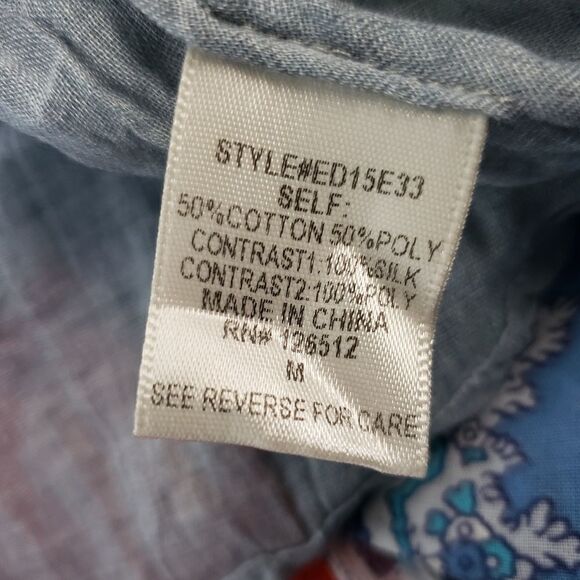 STYLE#ED15E33
SELF:
50%COTTON 50%POLY
CONTRAST1:100%SILK
CONTRAST2:100%POLY
MADE IN CHINA
RN# 126512
M
SEE REVERSE FOR CARE